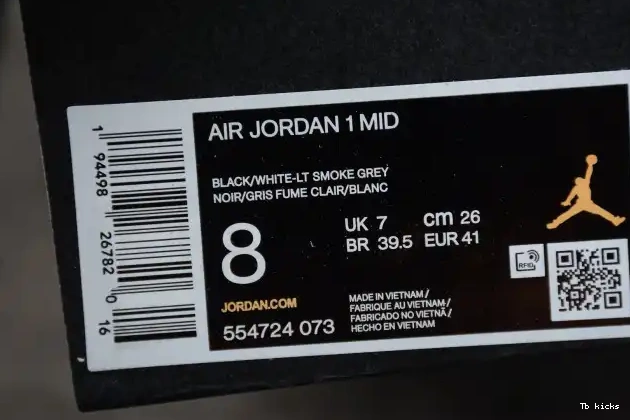 AIR JORDAN 1 MID
BLACK/WHITE-LT SMOKE GREY
NOIR/GRIS FUME CLAIR/BLANC
8
UK 7 cm 26
BR 39.5 EUR 41
RFID
JORDAN.COM
554724 073
MADE IN VIETNAM /
FABRIQUE AU VIETNAM/
FABRICADO NO VIETNÃ /
HECHO EN VIETNAM
1 94498 26782 0 16
Tb kicks